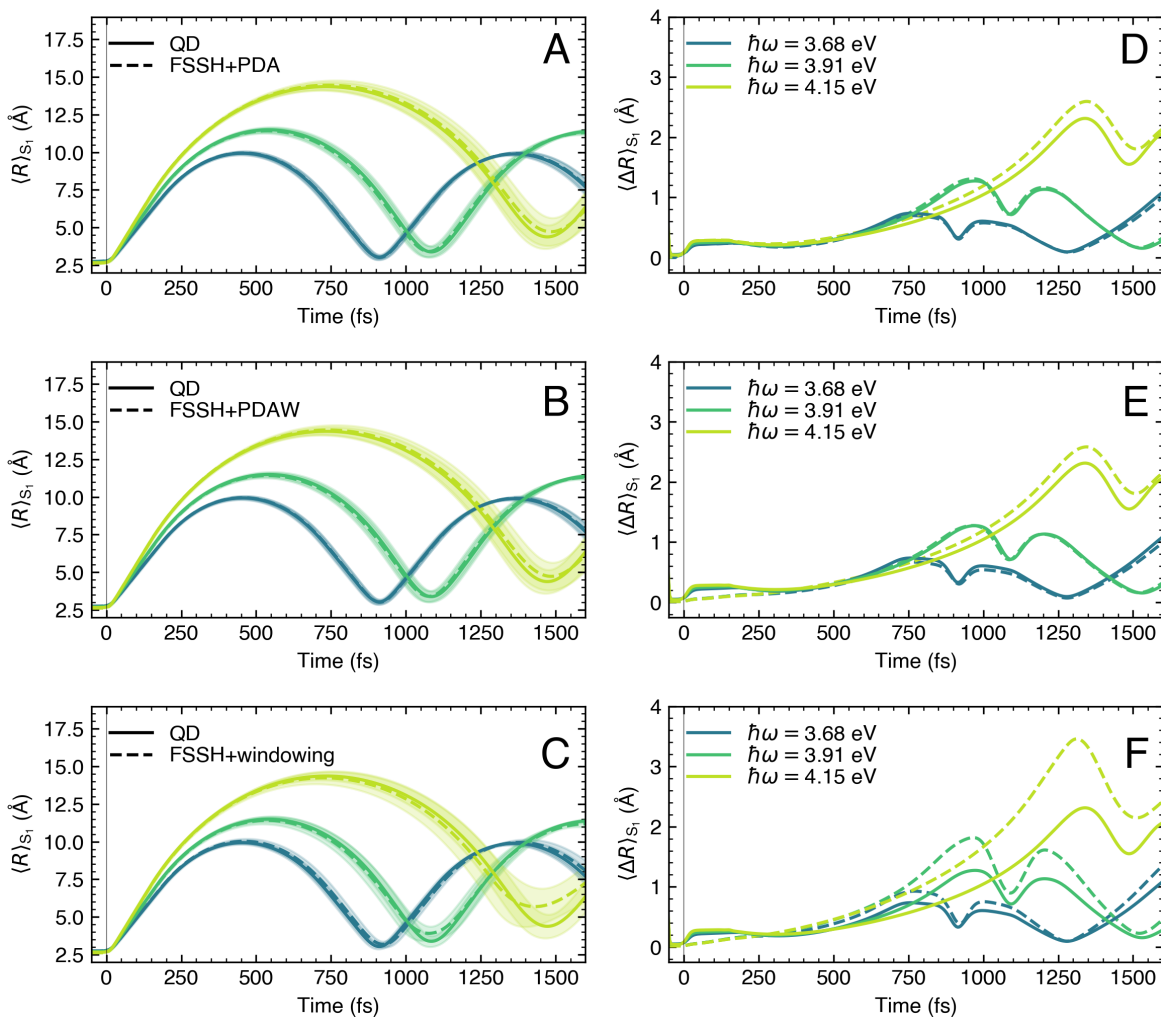 17.5
15.0
12.5
10.0
7.5
5.0
2.5
⟨R⟩S₁ (Å)
QD
FSSH+PDA
A
0 250 500 750 1000 1250 1500
Time (fs)
4
3
2
1
0
⟨ΔR⟩S₁ (Å)
ℏω = 3.68 eV
ℏω = 3.91 eV
ℏω = 4.15 eV
D
0 250 500 750 1000 1250 1500
Time (fs)
17.5
15.0
12.5
10.0
7.5
5.0
2.5
⟨R⟩S₁ (Å)
QD
FSSH+PDAW
B
0 250 500 750 1000 1250 1500
Time (fs)
4
3
2
1
0
⟨ΔR⟩S₁ (Å)
ℏω = 3.68 eV
ℏω = 3.91 eV
ℏω = 4.15 eV
E
0 250 500 750 1000 1250 1500
Time (fs)
17.5
15.0
12.5
10.0
7.5
5.0
2.5
⟨R⟩S₁ (Å)
QD
FSSH+windowing
C
0 250 500 750 1000 1250 1500
Time (fs)
4
3
2
1
0
⟨ΔR⟩S₁ (Å)
ℏω = 3.68 eV
ℏω = 3.91 eV
ℏω = 4.15 eV
F
0 250 500 750 1000 1250 1500
Time (fs)